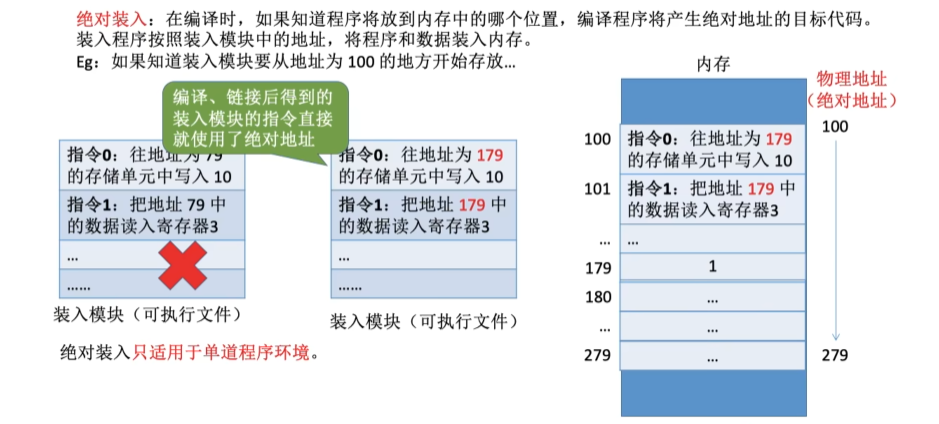 绝对装入：在编译时，如果知道程序将放到内存中的哪个位置，编译程序将产生绝对地址的目标代码。
装入程序按照装入模块中的地址，将程序和数据装入内存。
Eg：如果知道装入模块要从地址为 100 的地方开始存放...
编译、链接后得到的
装入模块的指令直接
就使用了绝对地址
指令0：往地址为 79
的存储单元中写入 10
指令1：把地址 79 中
的数据读入寄存器3
...
......
装入模块（可执行文件）
指令0：往地址为 179
的存储单元中写入 10
指令1：把地址 179 中
的数据读入寄存器3
...
......
装入模块（可执行文件）
绝对装入只适用于单道程序环境。
内存
物理地址
（绝对地址）
100
指令0：往地址为 179
的存储单元中写入 10
100
101
指令1：把地址 179 中
的数据读入寄存器3
...
...
179
1
180
...
...
...
279
...
279